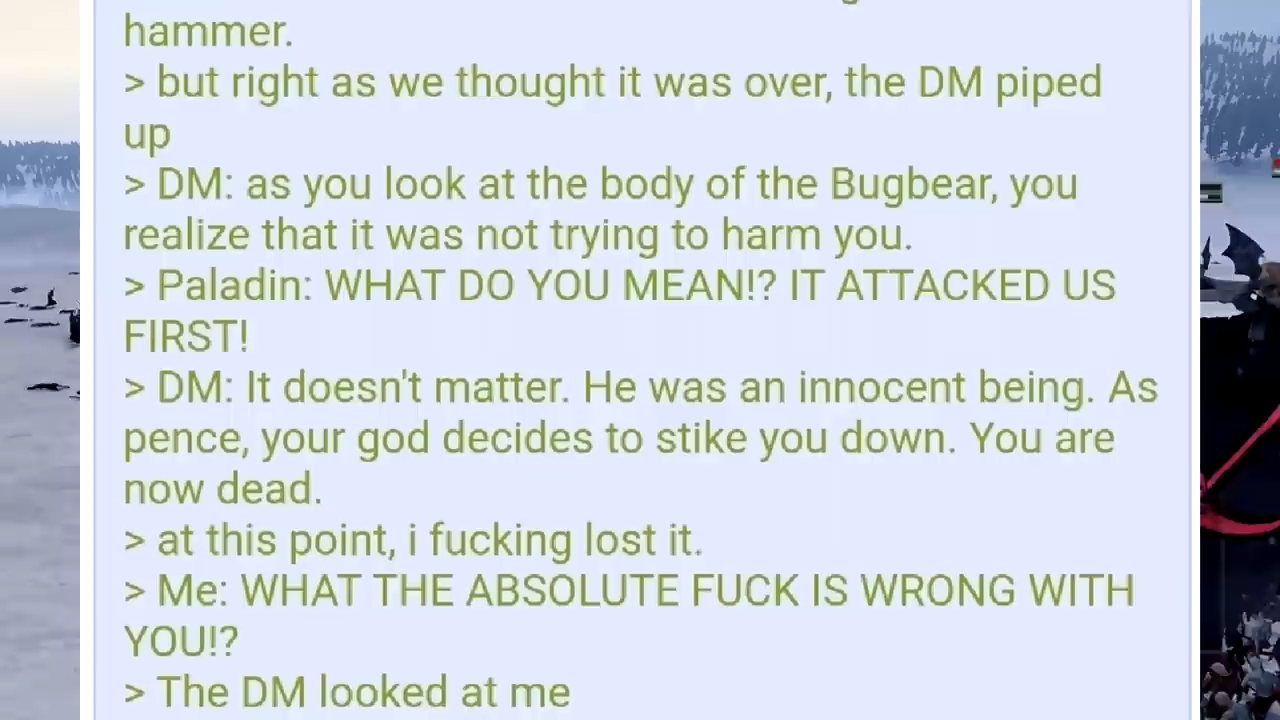 hammer.
> but right as we thought it was over, the DM piped
up
> DM: as you look at the body of the Bugbear, you
realize that it was not trying to harm you.
> Paladin: WHAT DO YOU MEAN!? IT ATTACKED US
FIRST!
> DM: It doesn't matter. He was an innocent being. As
pence, your god decides to stike you down. You are
now dead.
> at this point, i fucking lost it.
> Me: WHAT THE ABSOLUTE FUCK IS WRONG WITH
YOU!?
> The DM looked at me